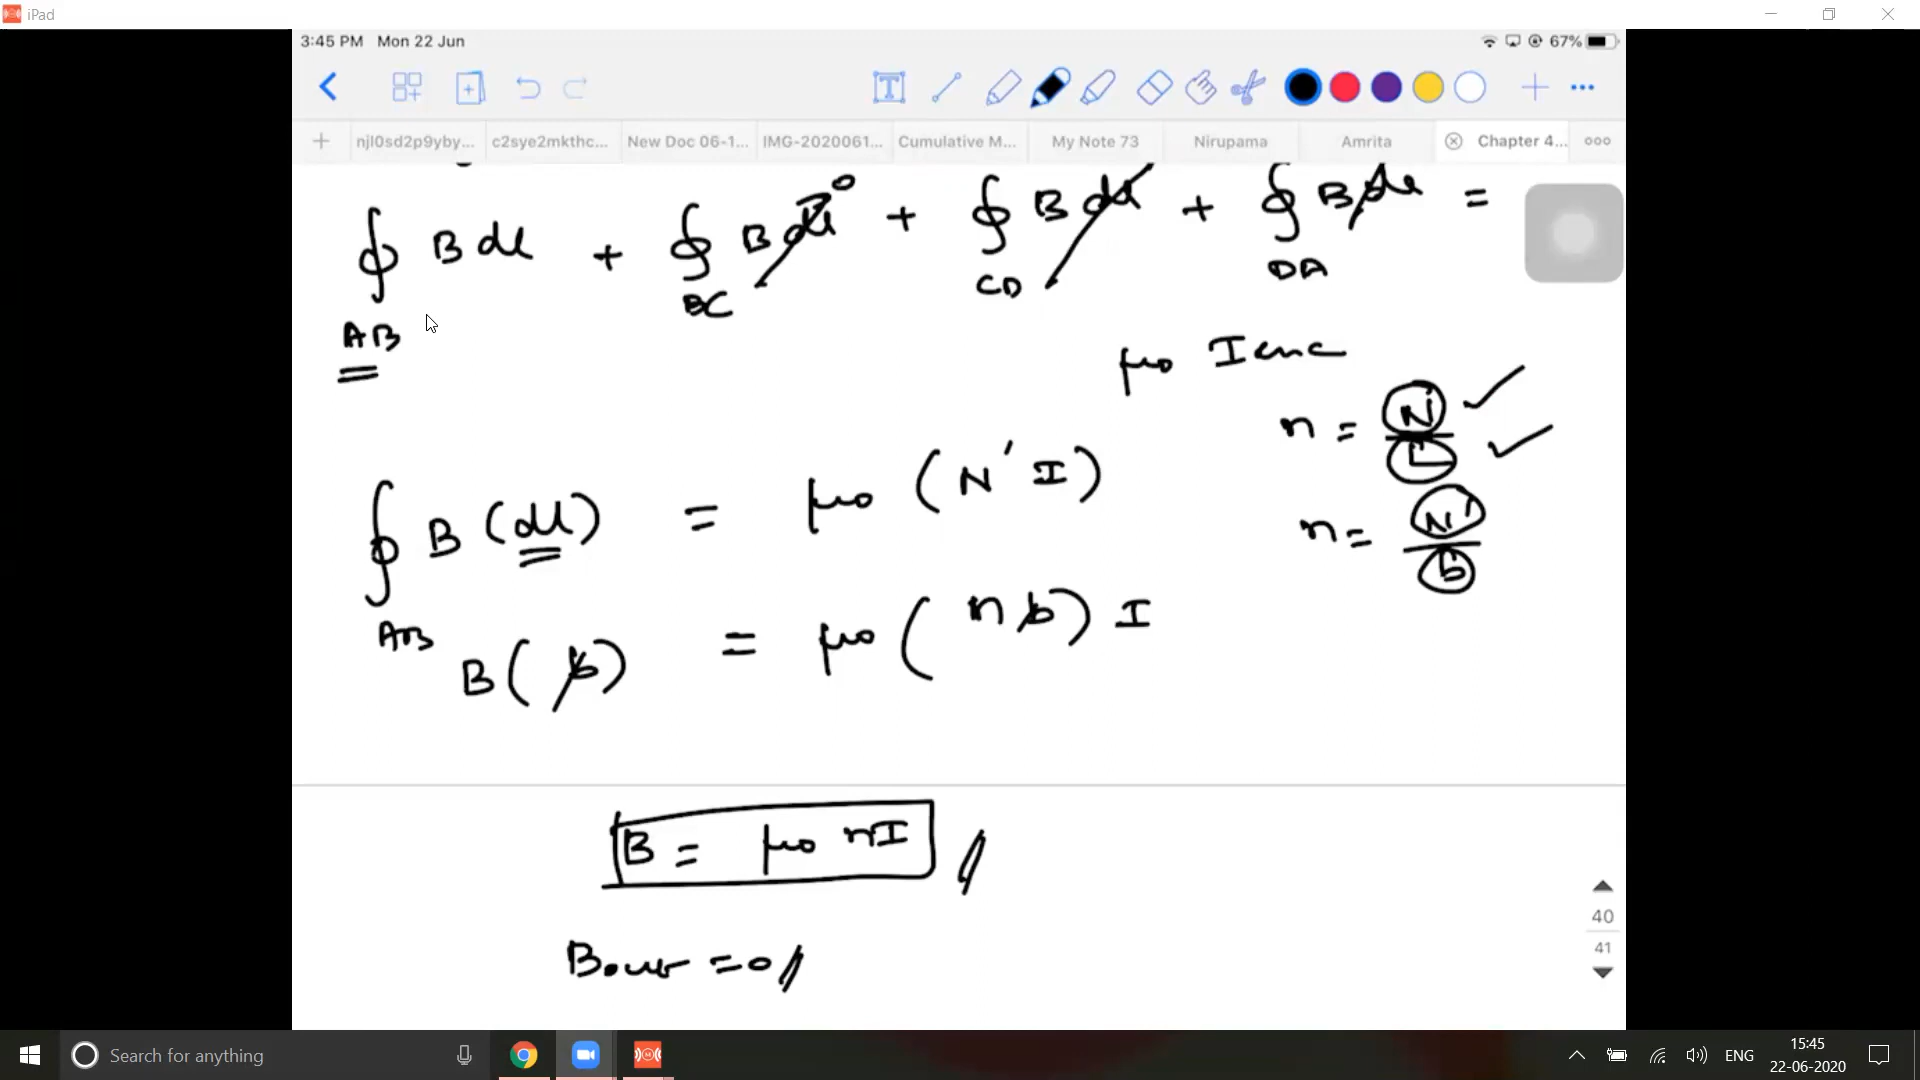 iPad
3:45 PM Mon 22 Jun 67%
njl0sd2p9yby... c2sye2mkthc... New Doc 06-1... IMG-2020061... Cumulative M... My Note 73 Nirupama Amrita Chapter 4...
∮ B dl + ∮ B dl 0 + ∮ B dl + ∮ B dl =
AB BC CD DA
μo Ienc
n = N / L
∮ B (dl) = μo (N' I)
AB
n = N' / b
B(b) = μo (nb) I
B = μo nI
Bout = 0
40
41
Search for anything
ENG
15:45
22-06-2020